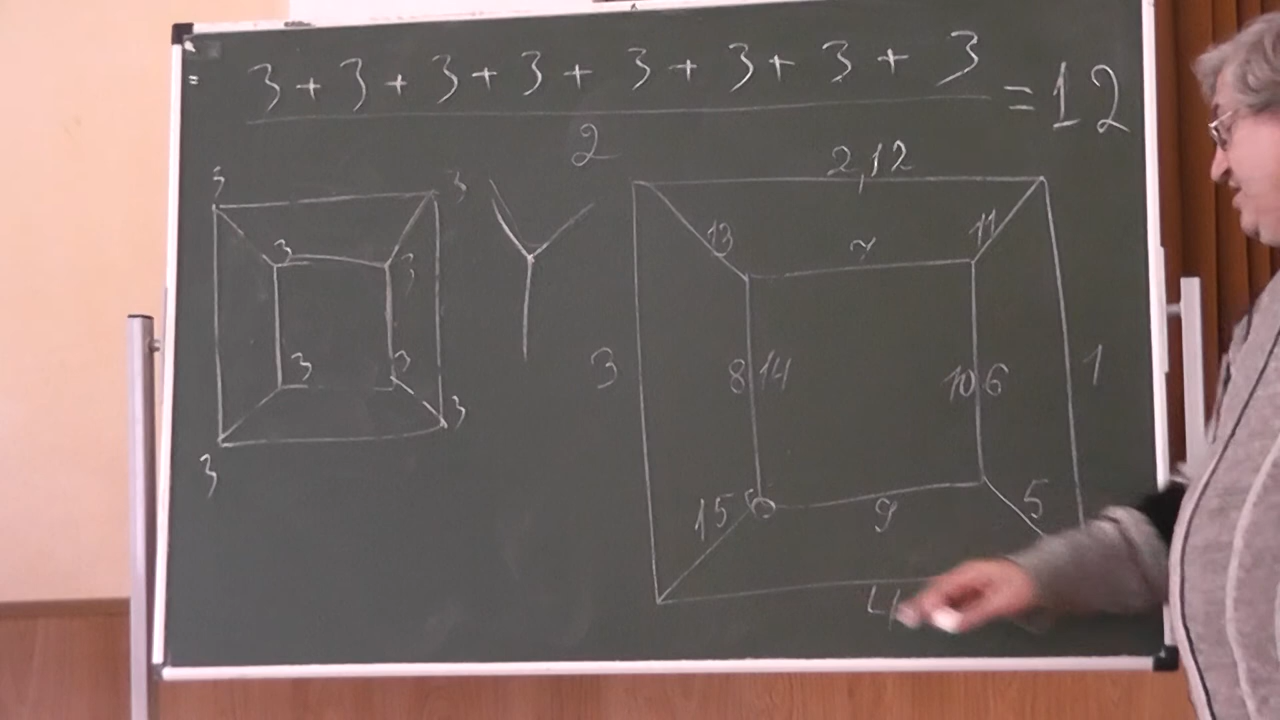 = 3 + 3 + 3 + 3 + 3 + 3 + 3 + 3 = 12
2
3 3
3 3
3 3
3 3
2,12
13 7 11
3 8 14 10 6 1
15 9 5
4